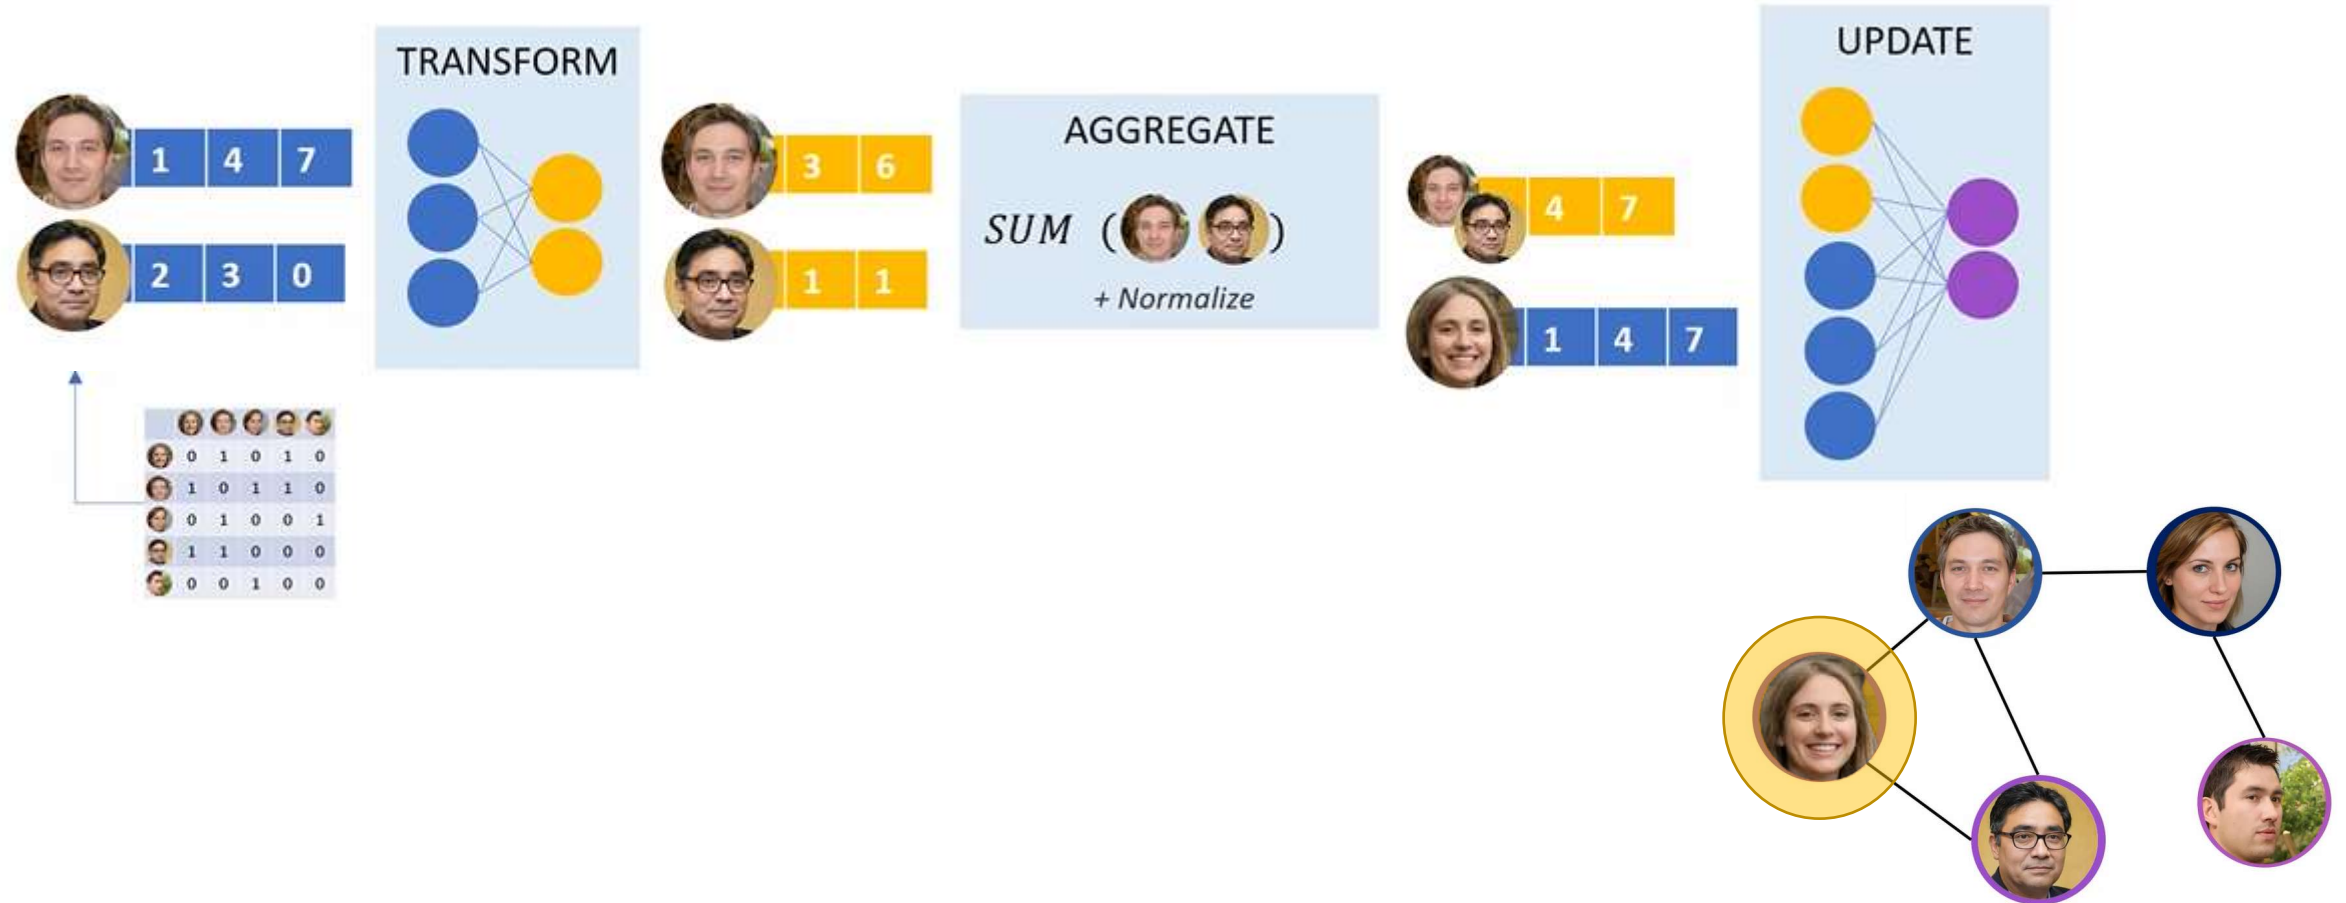 TRANSFORM
1 4 7
2 3 0
3 6
1 1
AGGREGATE
SUM ( )
+ Normalize
4 7
1 4 7
UPDATE
0 1 0 1 0
1 0 1 1 0
0 1 0 0 1
1 1 0 0 0
0 0 1 0 0